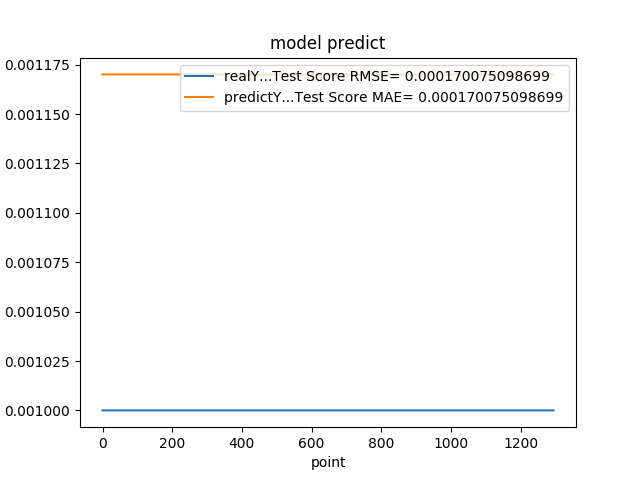 model predict
0.001175
0.001150
0.001125
0.001100
0.001075
0.001050
0.001025
0.001000
realY...Test Score RMSE= 0.000170075098699
predictY...Test Score MAE= 0.000170075098699
0 200 400 600 800 1000 1200
point